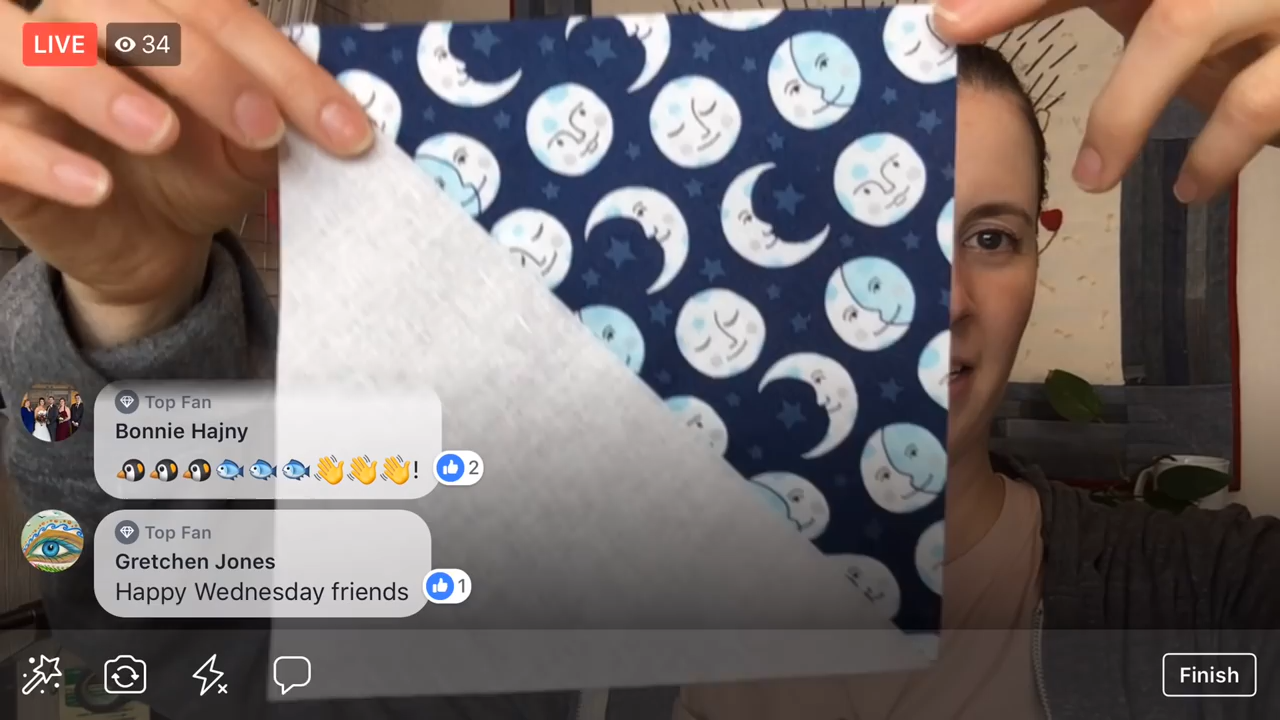 LIVE 34
Top Fan
Bonnie Hajny
🐧🐧🐧🐟🐟🐟👋👋👋! 2
Top Fan
Gretchen Jones
Happy Wednesday friends 1
Finish